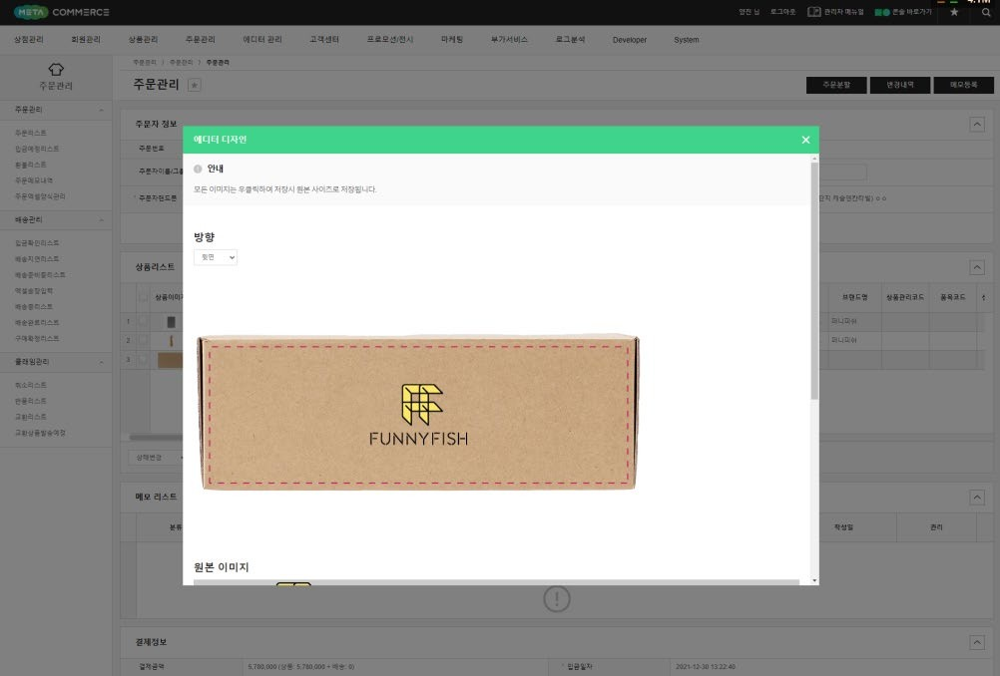 META COMMERCE
로그아웃
관리자 매뉴얼
몬술 바로가기
상점관리 회원관리 상품관리 주문관리 에디터 관리 고객센터 프로모션/전시 마케팅 부가서비스 로그분석 Developer System
주문관리
주문관리 > 주문관리 > 주문관리
주문관리
주문분할 변경내역 메모등록
주문관리
주문리스트
입금예정리스트
환불리스트
주문메모내역
주문엑셀양식관리
배송관리
입금확인리스트
배송지연리스트
배송준비중리스트
엑셀송장입력
배송중리스트
배송완료리스트
구매확정리스트
클레임관리
취소리스트
반품리스트
교환리스트
교환상품발송예정
주문자 정보
주문번호
주문자이름/그룹
주문자핸드폰
에디터 디자인
안내
모든 이미지는 우클릭하여 저장시 원본 사이즈로 저장됩니다.
방향
윗면
FUNNYFISH
원본 이미지
상품리스트
상품이미지
브랜드명 상품관리코드 품목코드
1
퍼니피쉬
2
퍼니피쉬
3
상태변경
메모 리스트
분류
작성일 관리
결제정보
결제금액 5,780,000 (상품: 5,780,000 + 배송: 0) 입금일자 2021-12-30 13:22:40